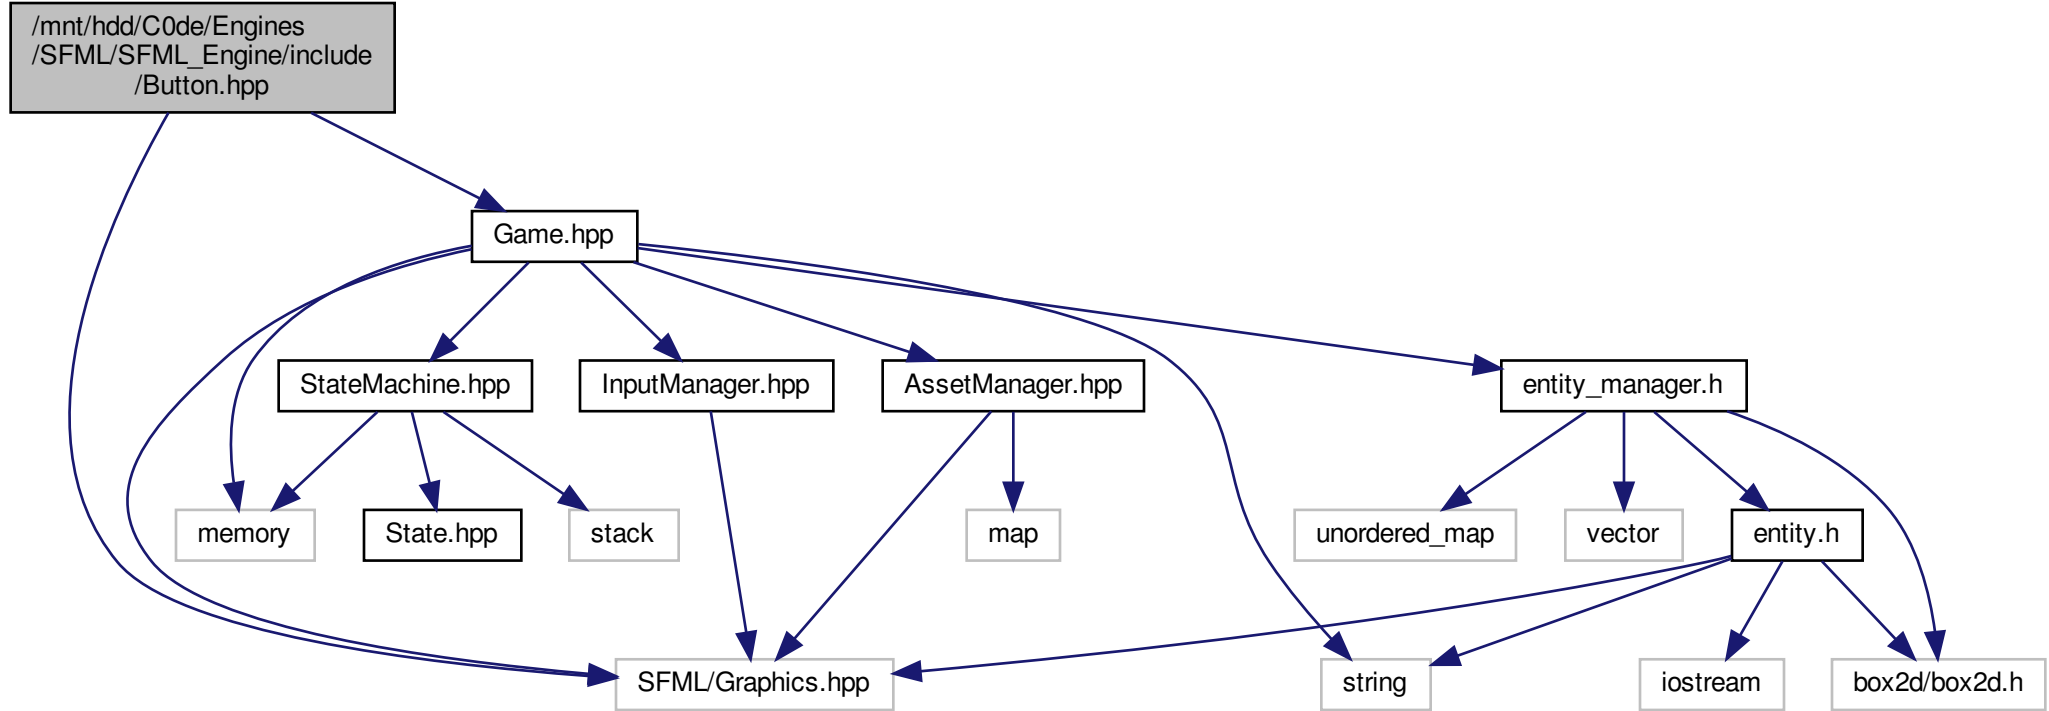 /mnt/hdd/C0de/Engines
/SFML/SFML_Engine/include
/Button.hpp
Game.hpp
StateMachine.hpp
InputManager.hpp
AssetManager.hpp
entity_manager.h
memory
State.hpp
stack
map
unordered_map
vector
entity.h
SFML/Graphics.hpp
string
iostream
box2d/box2d.h